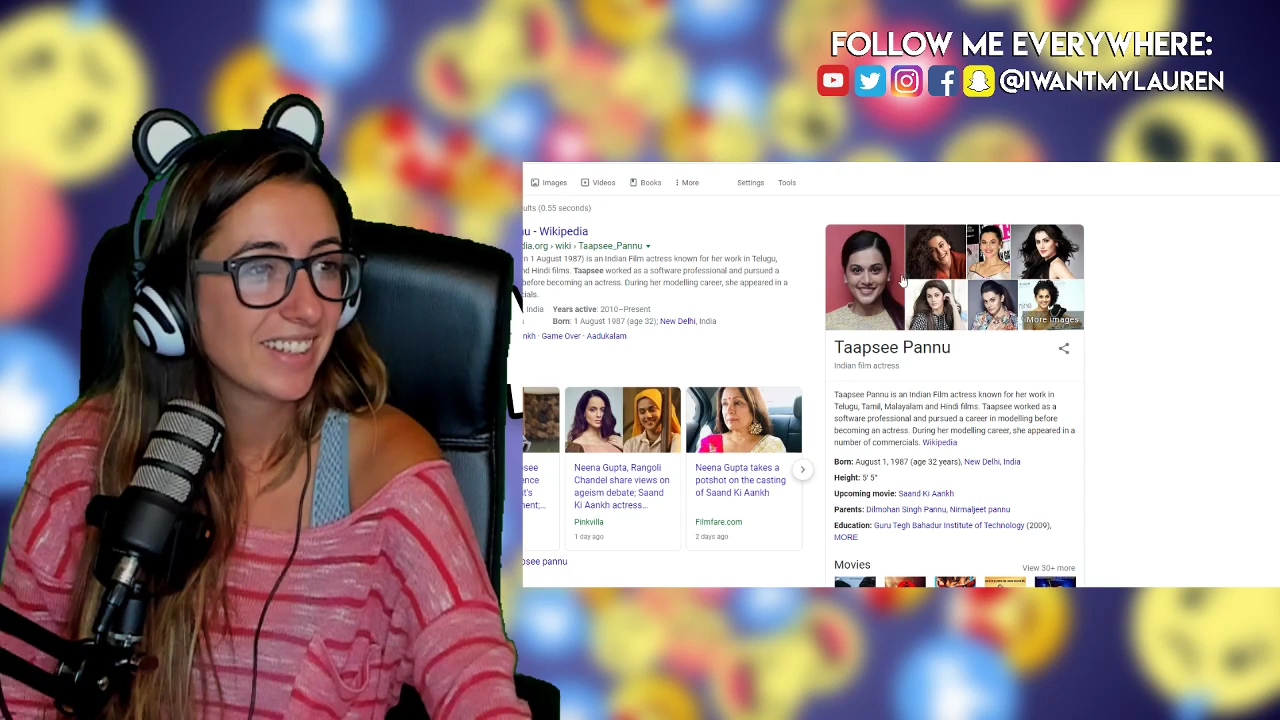 FOLLOW ME EVERYWHERE:
@IWANTMYLAUREN
Images
Videos
Books
More
Settings
Tools
ults (0.55 seconds)
nu - Wikipedia
dia.org › wiki › Taapsee_Pannu
n 1 August 1987) is an Indian Film actress known for her work in Telugu,
nd Hindi films. Taapsee worked as a software professional and pursued a
before becoming an actress. During her modelling career, she appeared in a
cials.
India Years active: 2010–Present
Born: 1 August 1987 (age 32); New Delhi, India
nkh · Game Over · Aadukalam
psee
nce
t's
nent;...
Neena Gupta, Rangoli
Chandel share views on
ageism debate; Saand
Ki Aankh actress...
Pinkvilla
1 day ago
Neena Gupta takes a
potshot on the casting
of Saand Ki Aankh
Filmfare.com
2 days ago
psee pannu
More images
Taapsee Pannu
Indian film actress
Taapsee Pannu is an Indian Film actress known for her work in
Telugu, Tamil, Malayalam and Hindi films. Taapsee worked as a
software professional and pursued a career in modelling before
becoming an actress. During her modelling career, she appeared in a
number of commercials. Wikipedia
Born: August 1, 1987 (age 32 years), New Delhi, India
Height: 5′ 5″
Upcoming movie: Saand Ki Aankh
Parents: Dilmohan Singh Pannu, Nirmaljeet pannu
Education: Guru Tegh Bahadur Institute of Technology (2009),
MORE
Movies
View 30+ more